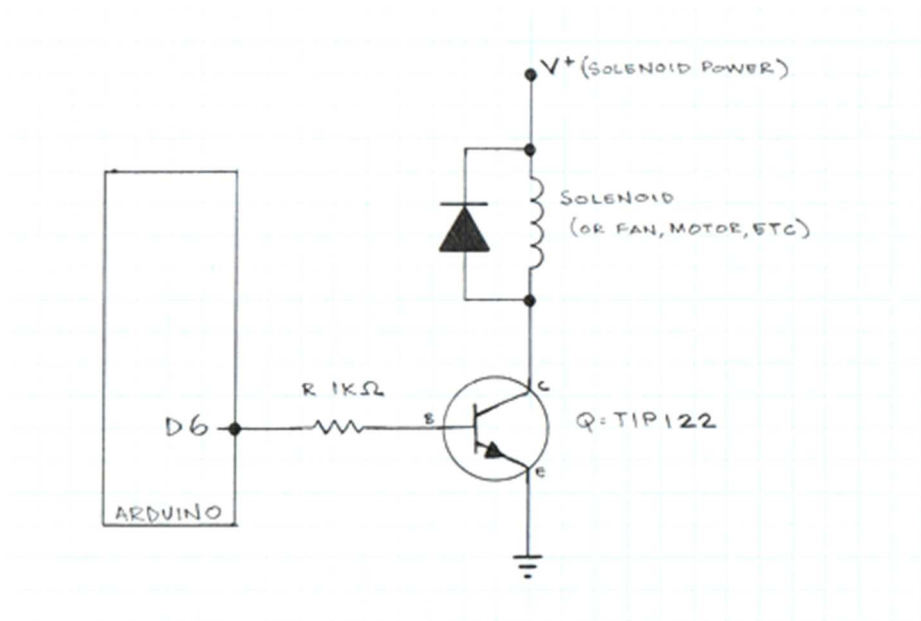 V+ (SOLENOID POWER)
SOLENOID
(OR FAN, MOTOR, ETC)
R 1KΩ
C
D6
B
Q=TIP122
E
ARDUINO